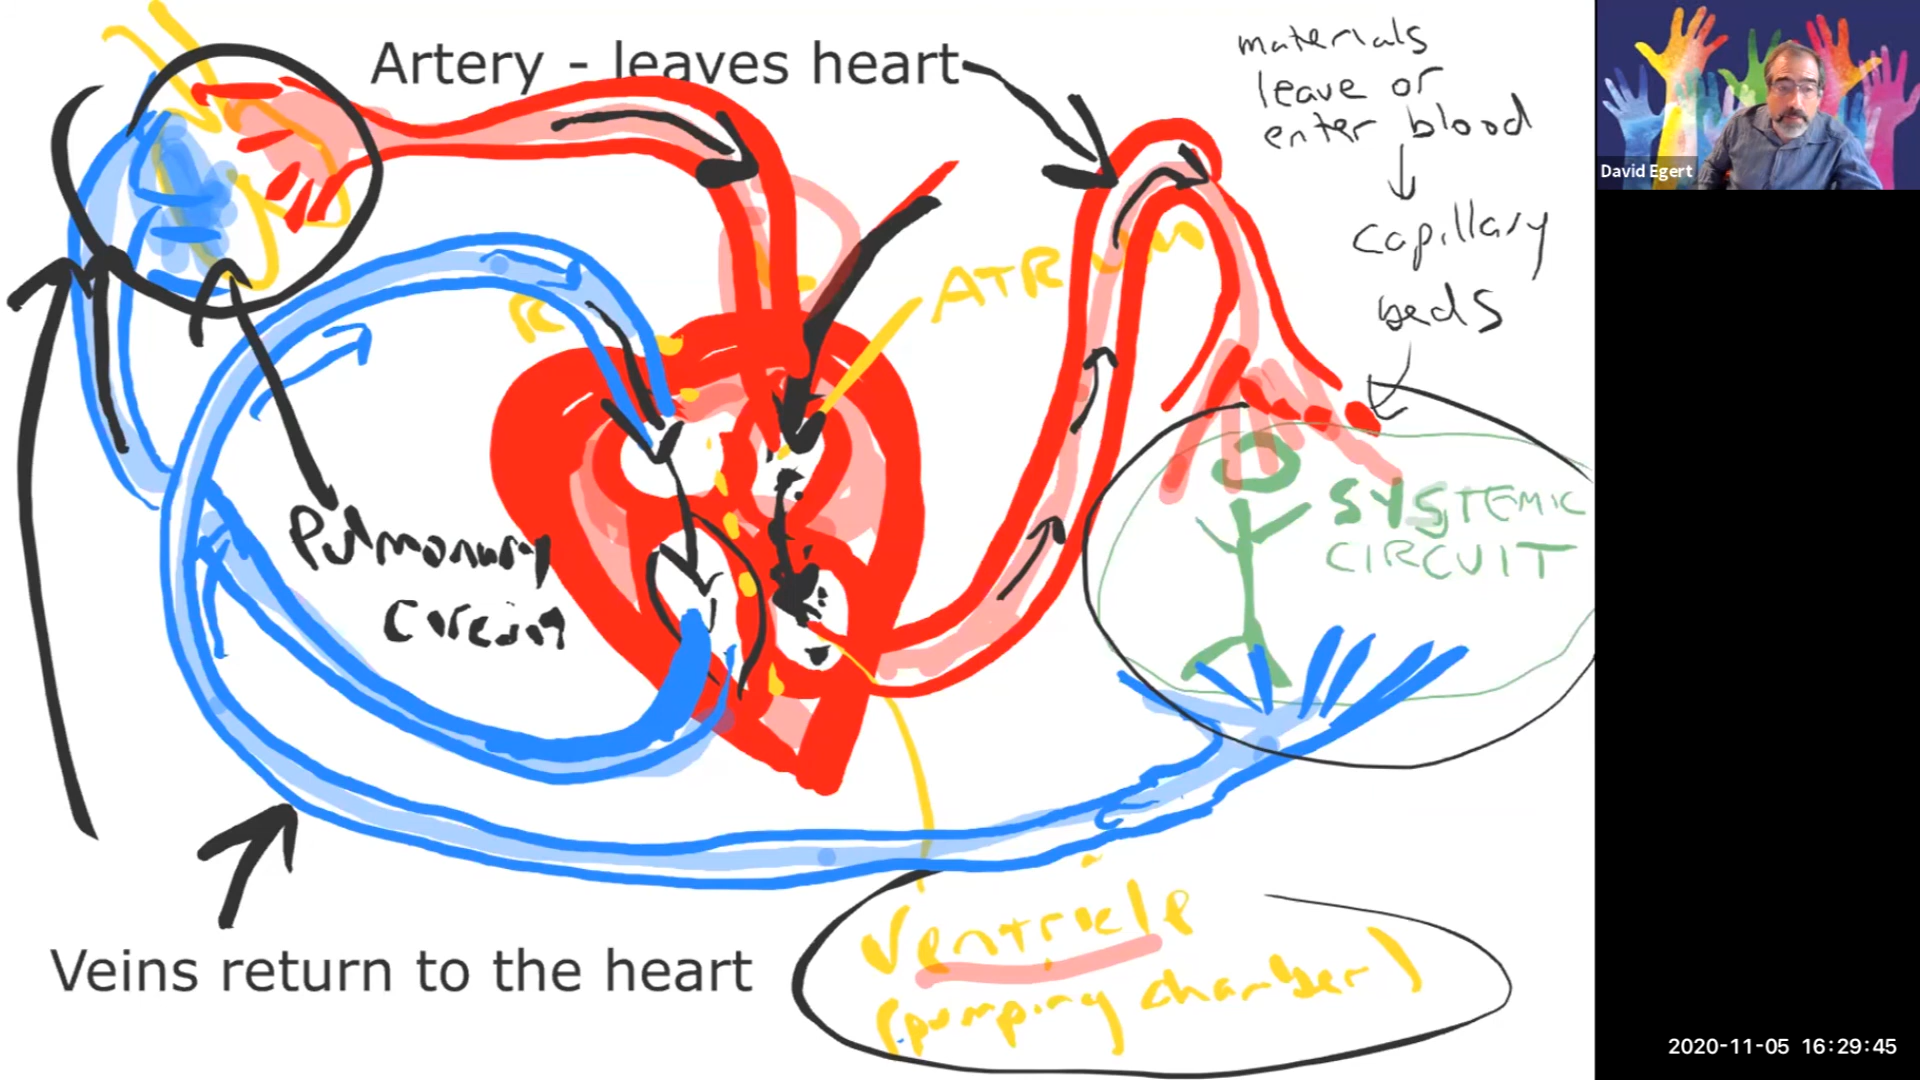 Artery - leaves heart
materials
leave or
enter blood
capillary
beds
David Egert
R
ATRIUM
SYSTEMIC
CIRCUIT
Pulmonary
Veins return to the heart
Ventricle
(pumping chamber)
2020-11-05 16:29:45